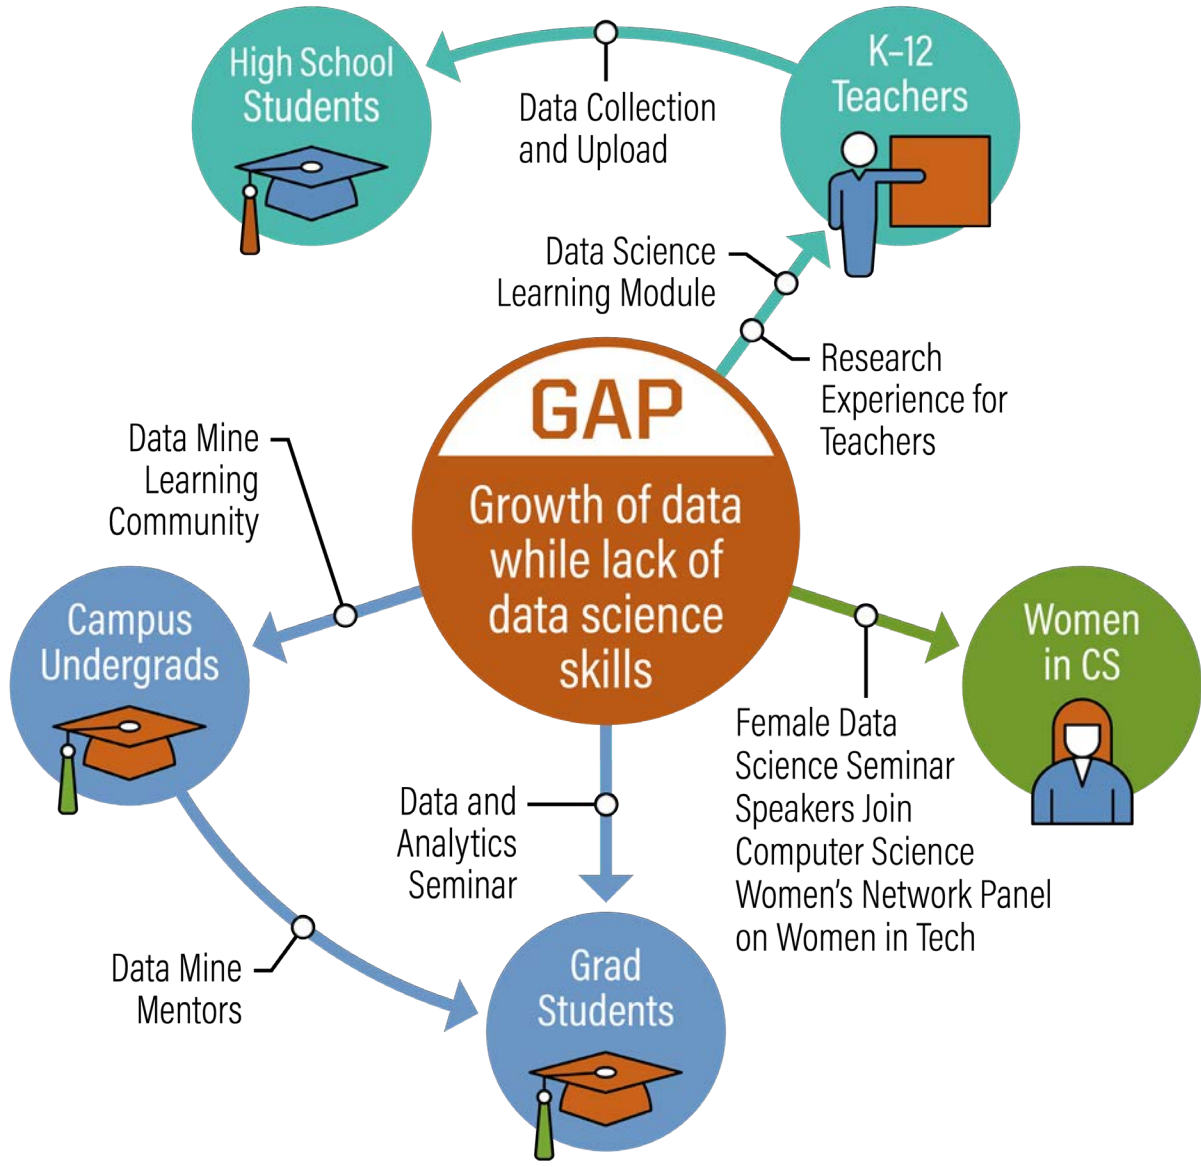 High School
Students
K–12
Teachers
Data Collection
and Upload
Data Science
Learning Module
Research
Experience for
Teachers
GAP
Growth of data
while lack of
data science
skills
Data Mine
Learning
Community
Campus
Undergrads
Women
in CS
Female Data
Science Seminar
Speakers Join
Computer Science
Women's Network Panel
on Women in Tech
Data and
Analytics
Seminar
Data Mine
Mentors
Grad
Students